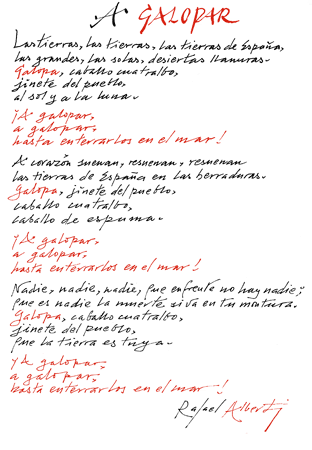 A GALOPAR
Las tierras, las tierras, las tierras de España,
las grandes, las solas, desiertas llanuras.
Galopa, caballo cuatralbo,
jinete del pueblo,
al sol y a la luna.
¡A galopar,
a galopar,
hasta enterrarlos en el mar!
A corazón suenan, resuenan, resuenan
las tierras de España en las herraduras.
Galopa, jinete del pueblo,
caballo cuatralbo,
caballo de espuma.
¡A galopar,
a galopar,
hasta enterrarlos en el mar!
Nadie, nadie, nadie, que enfrente no hay nadie;
que es nadie la muerte si va en tu montura.
Galopa, caballo cuatralbo,
jinete del pueblo,
que la tierra es tuya.
¡A galopar,
a galopar,
hasta enterrarlos en el mar!
Rafael Alberti